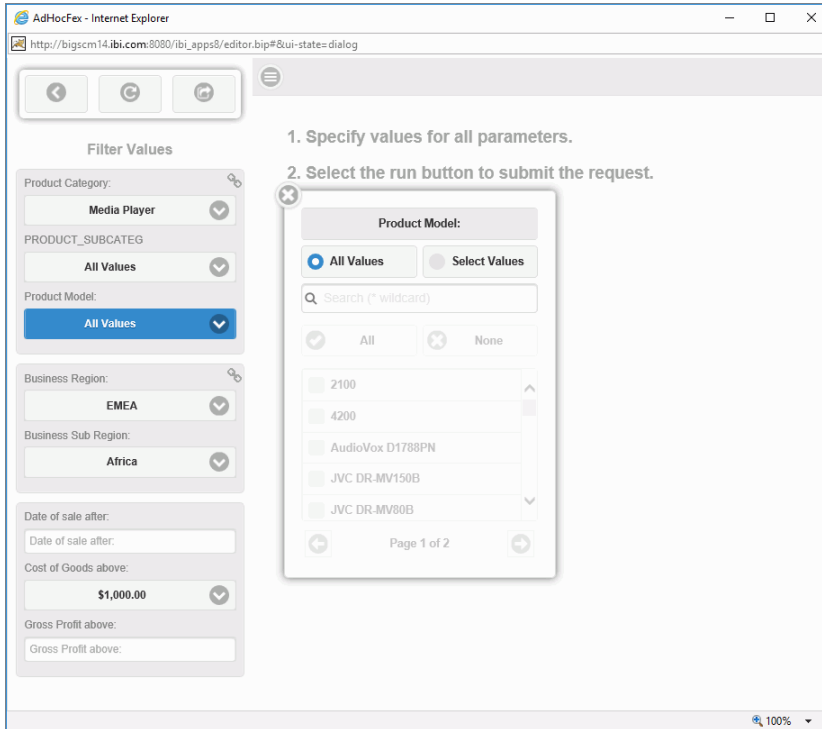 AdHocFex - Internet Explorer
http://bigscm14.ibi.com:8080/ibi_apps8/editor.bip#&ui-state=dialog
Filter Values
Product Category:
Media Player
PRODUCT_SUBCATEG
All Values
Product Model:
All Values
Business Region:
EMEA
Business Sub Region:
Africa
Date of sale after:
Date of sale after:
Cost of Goods above:
$1,000.00
Gross Profit above:
Gross Profit above:
1. Specify values for all parameters.
2. Select the run button to submit the request.
Product Model:
All Values Select Values
Search (* wildcard)
All None
2100
4200
AudioVox D1788PN
JVC DR-MV150B
JVC DR-MV80B
Page 1 of 2
100%